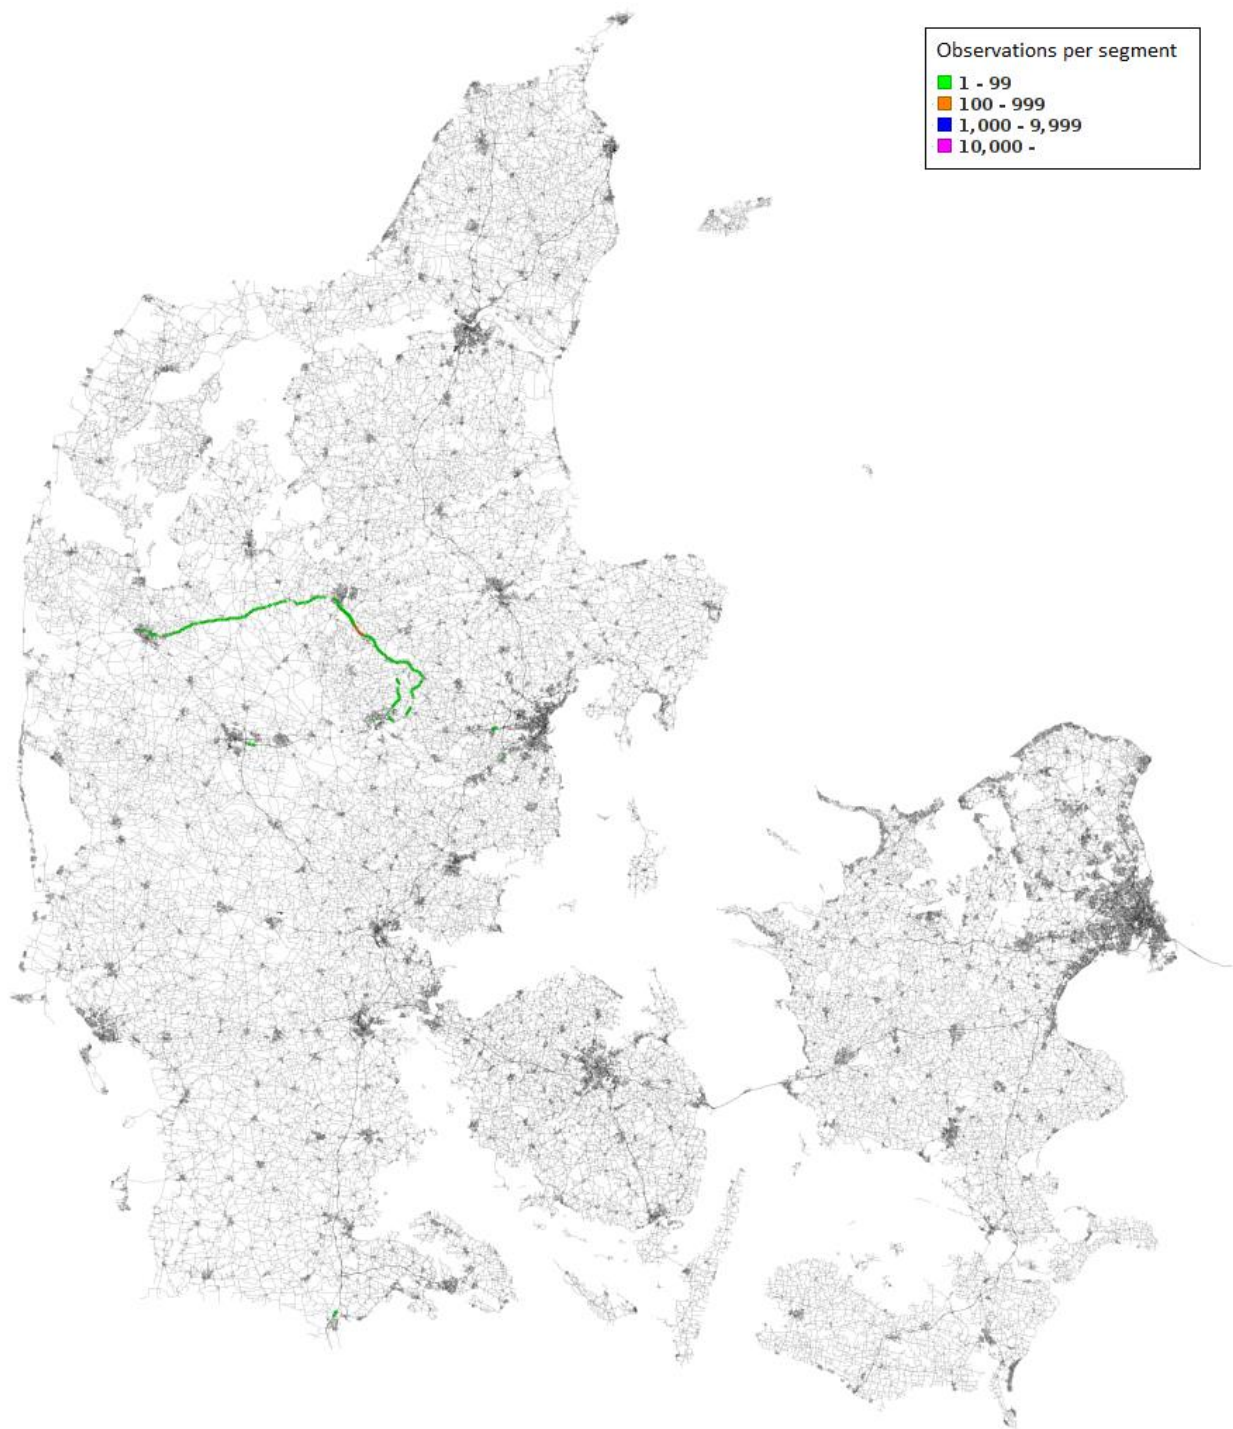 Observations per segment
1 - 99
100 - 999
1,000 - 9,999
10,000 -